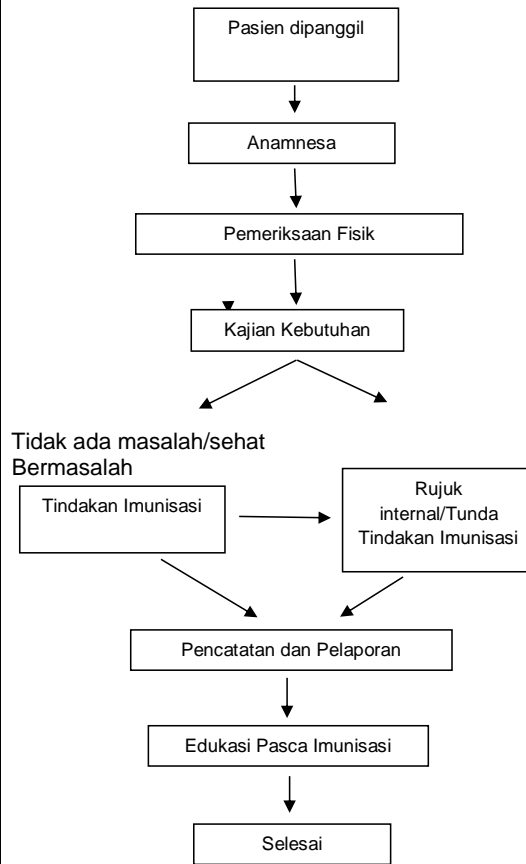 Pasien dipanggil
Anamnesa
Pemeriksaan Fisik
Kajian Kebutuhan
Tidak ada masalah/sehat
Bermasalah
Tindakan Imunisasi
Rujuk
internal/Tunda
Tindakan Imunisasi
Pencatatan dan Pelaporan
Edukasi Pasca Imunisasi
Selesai